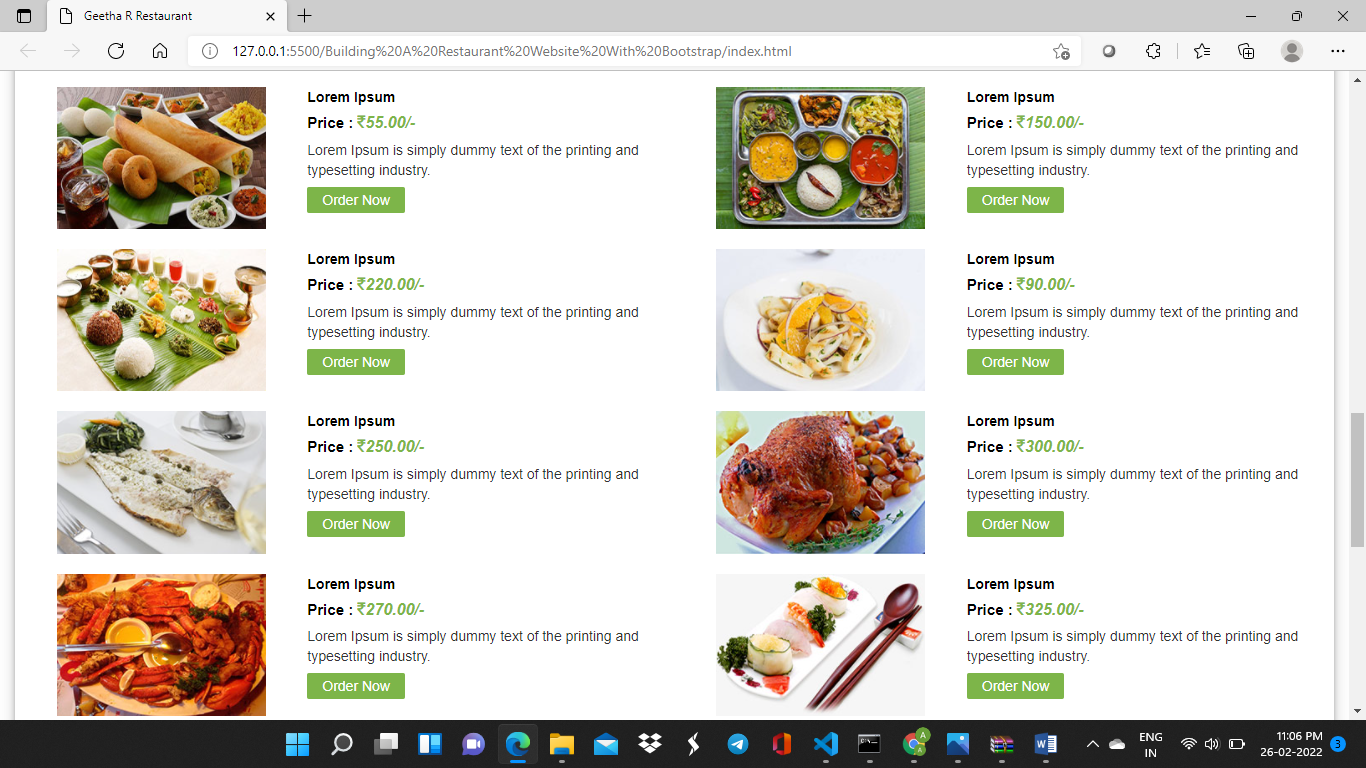 Geetha R Restaurant
127.0.0.1:5500/Building%20A%20Restaurant%20Website%20With%20Bootstrap/index.html
Lorem Ipsum
Price : ₹55.00/-
Lorem Ipsum is simply dummy text of the printing and
typesetting industry.
Order Now
Lorem Ipsum
Price : ₹150.00/-
Lorem Ipsum is simply dummy text of the printing and
typesetting industry.
Order Now
Lorem Ipsum
Price : ₹220.00/-
Lorem Ipsum is simply dummy text of the printing and
typesetting industry.
Order Now
Lorem Ipsum
Price : ₹90.00/-
Lorem Ipsum is simply dummy text of the printing and
typesetting industry.
Order Now
Lorem Ipsum
Price : ₹250.00/-
Lorem Ipsum is simply dummy text of the printing and
typesetting industry.
Order Now
Lorem Ipsum
Price : ₹300.00/-
Lorem Ipsum is simply dummy text of the printing and
typesetting industry.
Order Now
Lorem Ipsum
Price : ₹270.00/-
Lorem Ipsum is simply dummy text of the printing and
typesetting industry.
Order Now
Lorem Ipsum
Price : ₹325.00/-
Lorem Ipsum is simply dummy text of the printing and
typesetting industry.
Order Now
ENG
IN
11:06 PM
26-02-2022
3